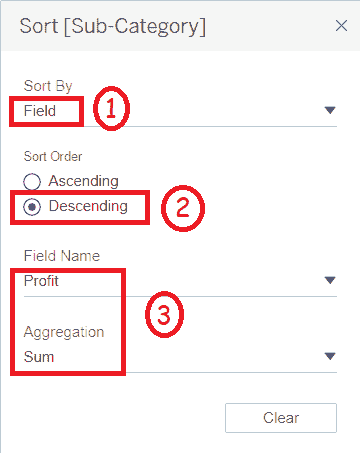 Sort [Sub-Category]
Sort By
Field
1
Sort Order
Ascending
Descending
2
Field Name
Profit
3
Aggregation
Sum
Clear